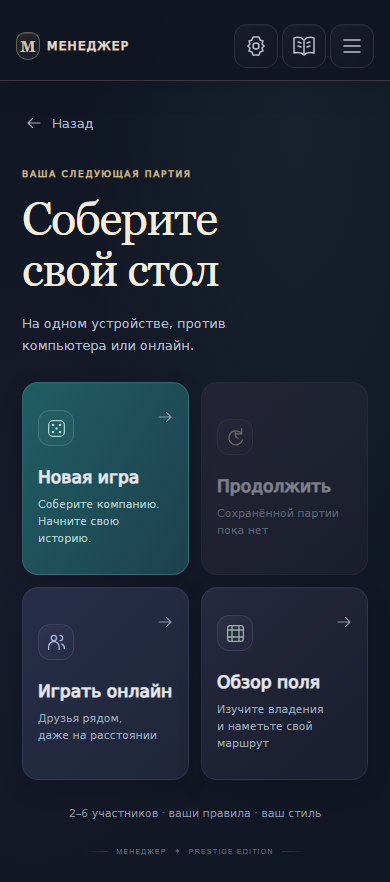 M МЕНЕДЖЕР
Назад
ВАША СЛЕДУЮЩАЯ ПАРТИЯ
Соберите
свой стол
На одном устройстве, против
компьютера или онлайн.
Новая игра
Соберите компанию.
Начните свою
историю.
Продолжить
Сохранённой партии
пока нет
Играть онлайн
Друзья рядом,
даже на расстоянии
Обзор поля
Изучите владения
и наметьте свой
маршрут
2–6 участников · ваши правила · ваш стиль
МЕНЕДЖЕР ✦ PRESTIGE EDITION